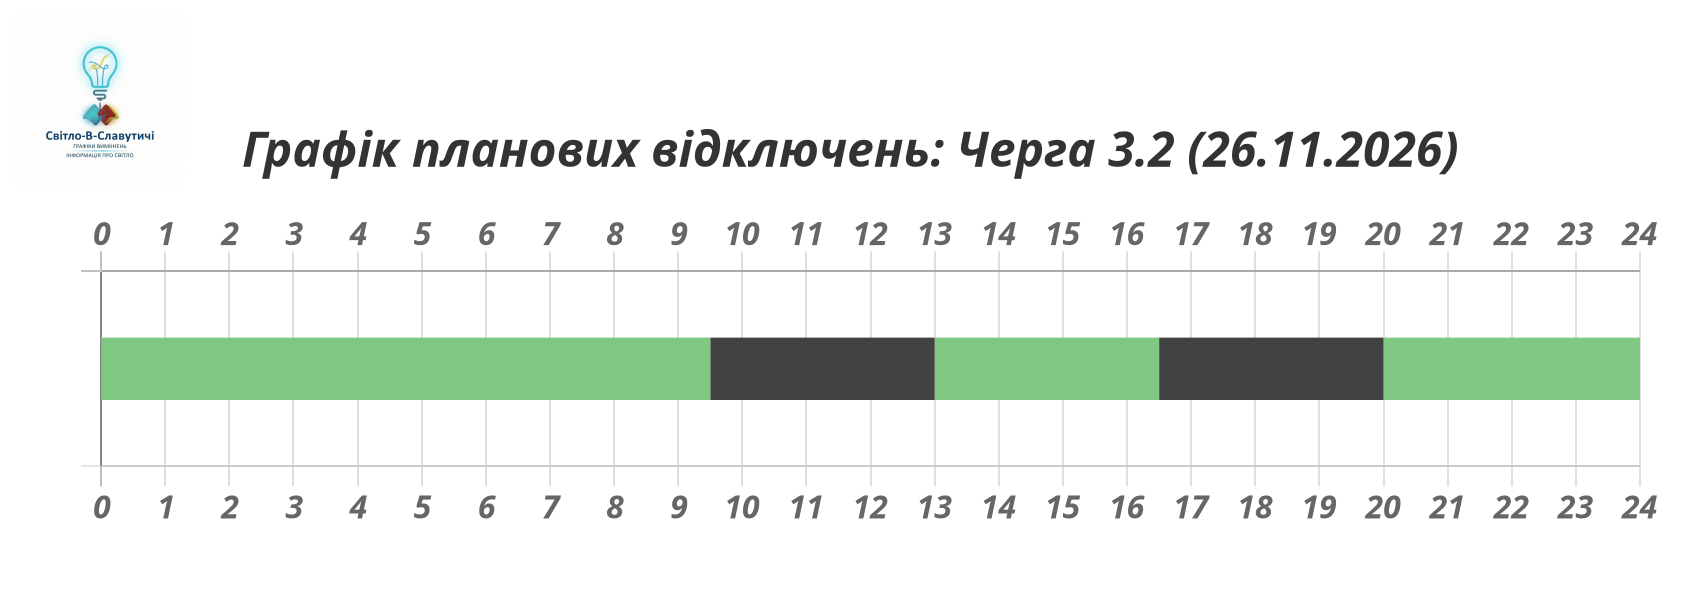 Світло-В-Славутичі
ГРАФІКИ ВИМКНЕНЬ
ІНФОРМАЦІЯ ПРО СВІТЛО
Графік планових відключень: Черга 3.2 (26.11.2026)
0 1 2 3 4 5 6 7 8 9 10 11 12 13 14 15 16 17 18 19 20 21 22 23 24
0 1 2 3 4 5 6 7 8 9 10 11 12 13 14 15 16 17 18 19 20 21 22 23 24